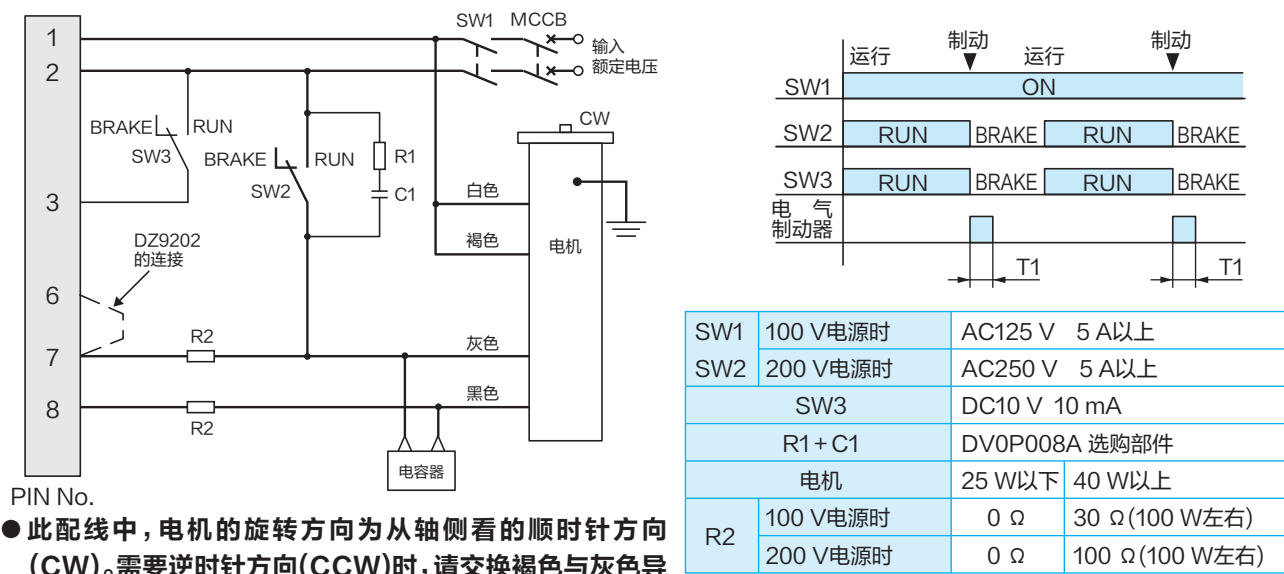 SW1 MCCB
1
输入
额定电压
2
BRAKE RUN
SW3
BRAKE RUN
SW2
R1
C1
CW
3
白色
褐色
电机
DZ9202
的连接
6
R2
7
灰色
8
黑色
R2
电容器
PIN No.
●此配线中，电机的旋转方向为从轴侧看的顺时针方向
（CW）。需要逆时针方向(CCW)时，请交换褐色与灰色导
运行 制动 运行 制动
SW1 ON
SW2 RUN BRAKE RUN BRAKE
SW3 RUN BRAKE RUN BRAKE
电 气
制动器
T1 T1
SW1 100 V电源时 AC125 V 5 A以上
SW2 200 V电源时 AC250 V 5 A以上
SW3 DC10 V 10 mA
R1+C1 DV0P008A 选购部件
电机 25 W以下 40 W以上
R2 100 V电源时 0 Ω 30 Ω(100 W左右)
200 V电源时 0 Ω 100 Ω(100 W左右)